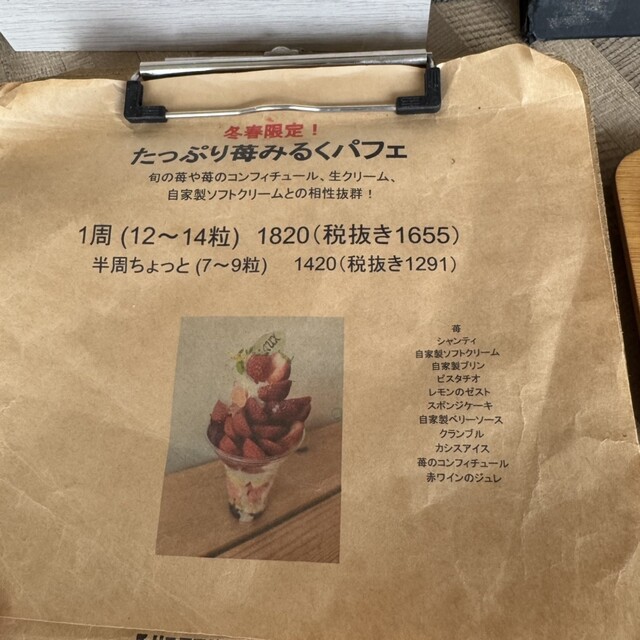 冬春限定！
たっぷり苺みるくパフェ
旬の苺や苺のコンフィチュール、生クリーム、
自家製ソフトクリームとの相性抜群！
1周 (12～14粒) 1820（税抜き1655）
半周ちょっと (7～9粒) 1420（税抜き1291）
苺
シャンティ
自家製ソフトクリーム
自家製プリン
ピスタチオ
レモンのゼスト
スポンジケーキ
自家製ベリーソース
クランブル
カシスアイス
苺のコンフィチュール
赤ワインのジュレ